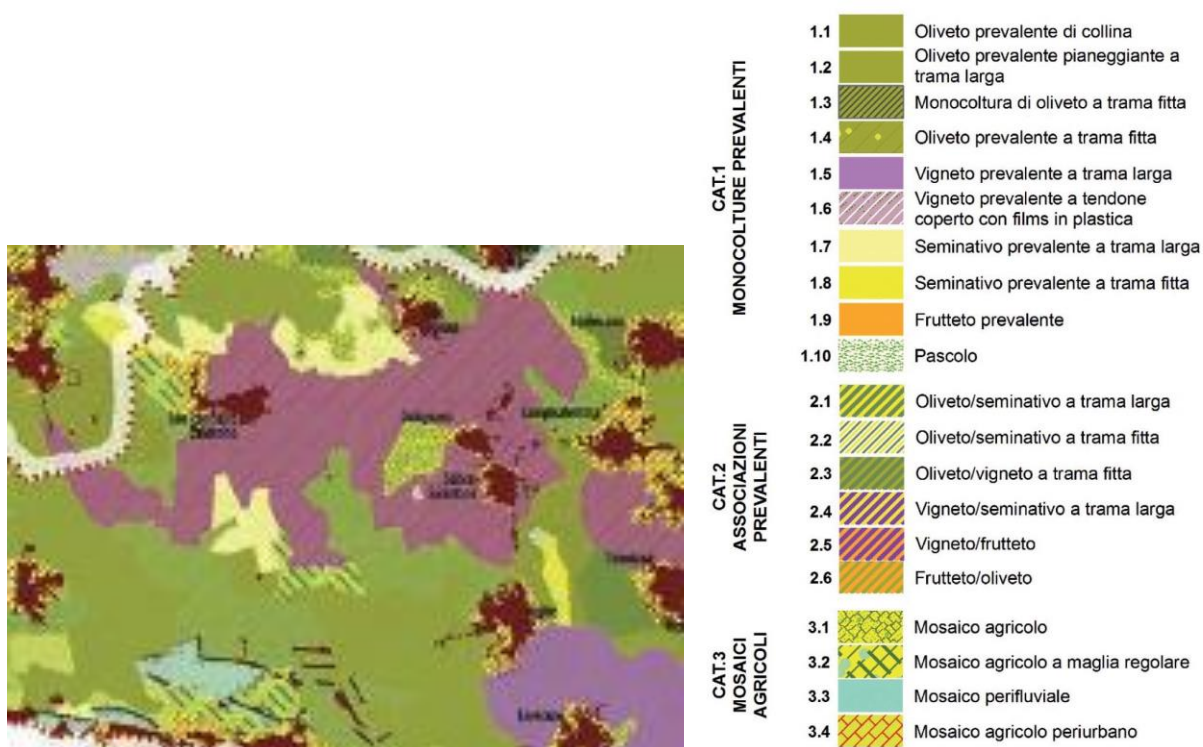 CAT.1
MONOCOLTURE PREVALENTI
1.1 Oliveto prevalente di collina
1.2 Oliveto prevalente pianeggiante a
trama larga
1.3 Monocoltura di oliveto a trama fitta
1.4 Oliveto prevalente a trama fitta
1.5 Vigneto prevalente a trama larga
1.6 Vigneto prevalente a tendone
coperto con films in plastica
1.7 Seminativo prevalente a trama larga
1.8 Seminativo prevalente a trama fitta
1.9 Frutteto prevalente
1.10 Pascolo
CAT.2
ASSOCIAZIONI
PREVALENTI
2.1 Oliveto/seminativo a trama larga
2.2 Oliveto/seminativo a trama fitta
2.3 Oliveto/vigneto a trama fitta
2.4 Vigneto/seminativo a trama larga
2.5 Vigneto/frutteto
2.6 Frutteto/oliveto
CAT.3
MOSAICI
AGRICOLI
3.1 Mosaico agricolo
3.2 Mosaico agricolo a maglia regolare
3.3 Mosaico perifluviale
3.4 Mosaico agricolo periurbano